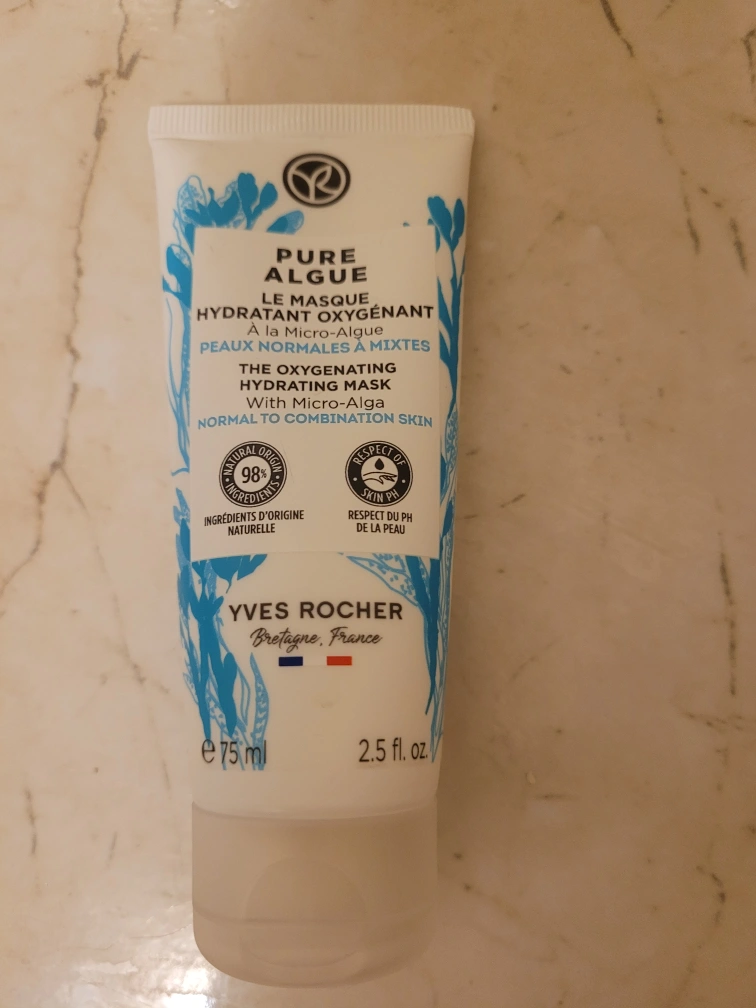 PURE
ALGUE
LE MASQUE
HYDRATANT OXYGÉNANT
À la Micro-Algue
PEAUX NORMALES À MIXTES
THE OXYGENATING
HYDRATING MASK
With Micro-Alga
NORMAL TO COMBINATION SKIN
NATURAL ORIGIN
98%
INGREDIENTS
INGRÉDIENTS D'ORIGINE
NATURELLE
RESPECT OF
SKIN PH
RESPECT DU PH
DE LA PEAU
YVES ROCHER
Bretagne, France
e 75 ml
2.5 fl. oz.